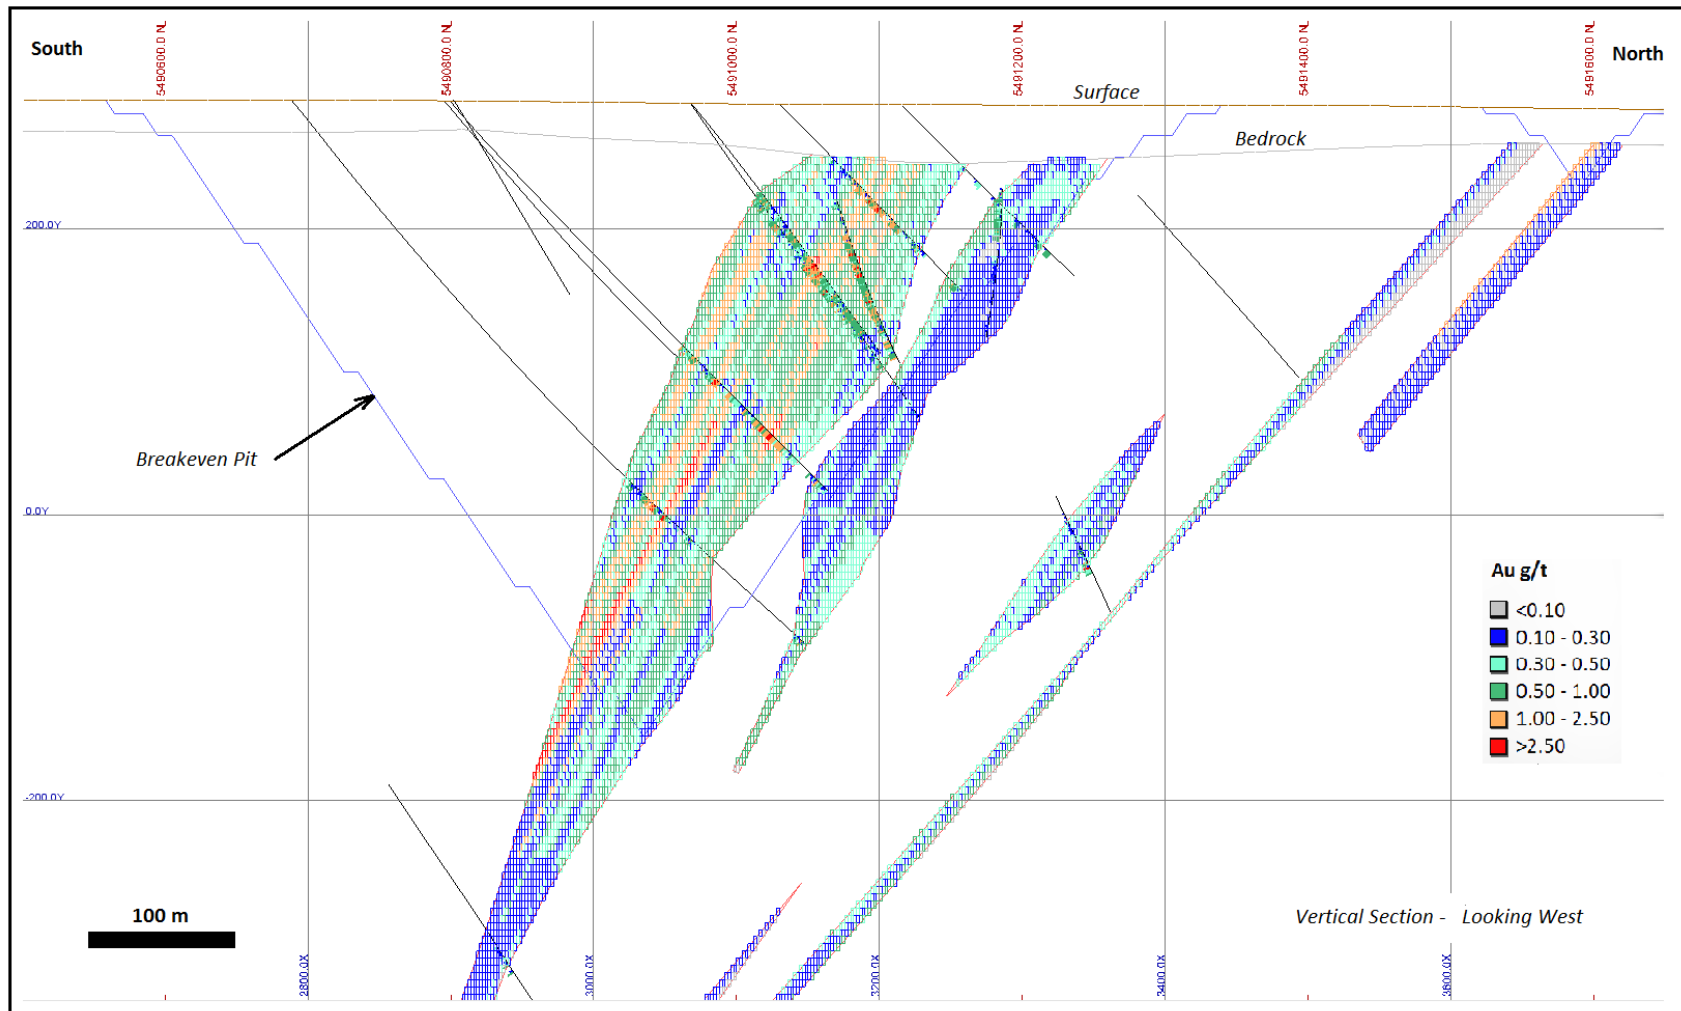 South
5490600.0 N
5490800.0 N
5491000.0 N
5491200.0 N
5491400.0 N
5491600.0 N
North
Surface
Bedrock
200.0Y
Breakeven Pit
0.0Y
Au g/t
<0.10
0.10 - 0.30
0.30 - 0.50
0.50 - 1.00
1.00 - 2.50
>2.50
-200.0Y
100 m
Vertical Section - Looking West
2800.0X
3000.0X
3200.0X
3400.0X
3600.0X